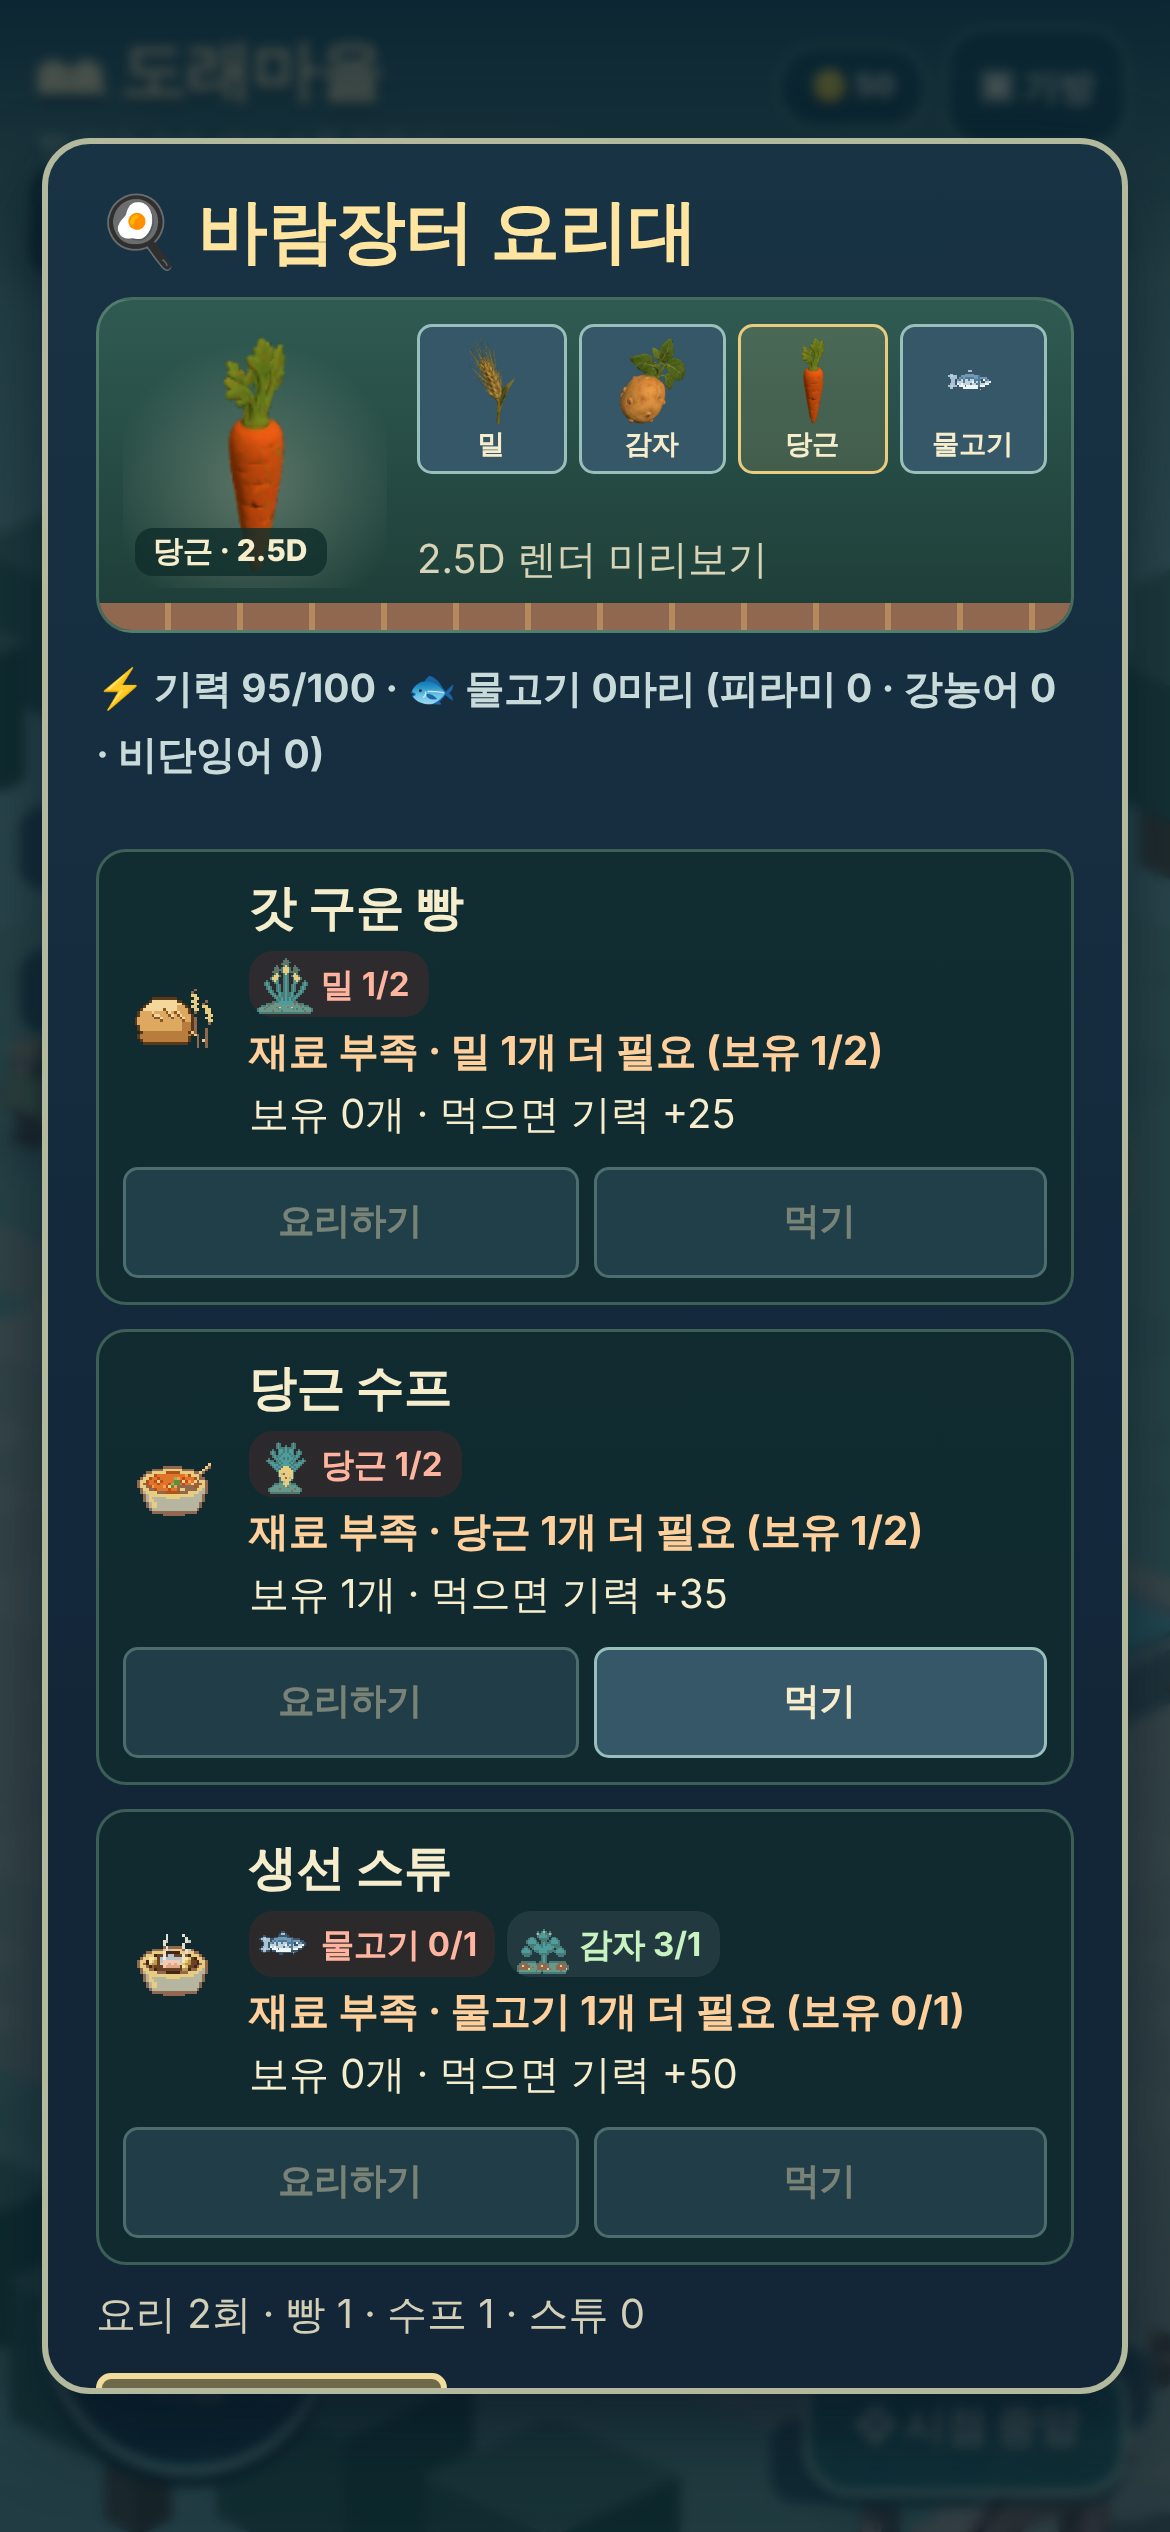 도래마을
50
가방
바람장터 요리대
밀
감자
당근
물고기
당근 · 2.5D
2.5D 렌더 미리보기
기력 95/100 · 물고기 0마리 (피라미 0 · 강농어 0
· 비단잉어 0)
갓 구운 빵
밀 1/2
재료 부족 · 밀 1개 더 필요 (보유 1/2)
보유 0개 · 먹으면 기력 +25
요리하기
먹기
당근 수프
당근 1/2
재료 부족 · 당근 1개 더 필요 (보유 1/2)
보유 1개 · 먹으면 기력 +35
요리하기
먹기
생선 스튜
물고기 0/1
감자 3/1
재료 부족 · 물고기 1개 더 필요 (보유 0/1)
보유 0개 · 먹으면 기력 +50
요리하기
먹기
요리 2회 · 빵 1 · 수프 1 · 스튜 0